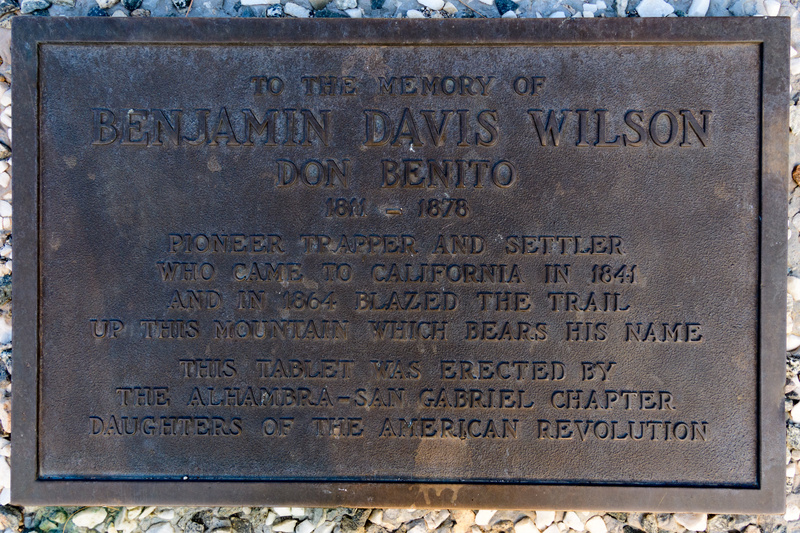 TO THE MEMORY OF
BENJAMIN DAVIS WILSON
DON BENITO
1811 – 1878
PIONEER TRAPPER AND SETTLER
WHO CAME TO CALIFORNIA IN 1841
AND IN 1864 BLAZED THE TRAIL
UP THIS MOUNTAIN WHICH BEARS HIS NAME
THIS TABLET WAS ERECTED BY
THE ALHAMBRA–SAN GABRIEL CHAPTER
DAUGHTERS OF THE AMERICAN REVOLUTION